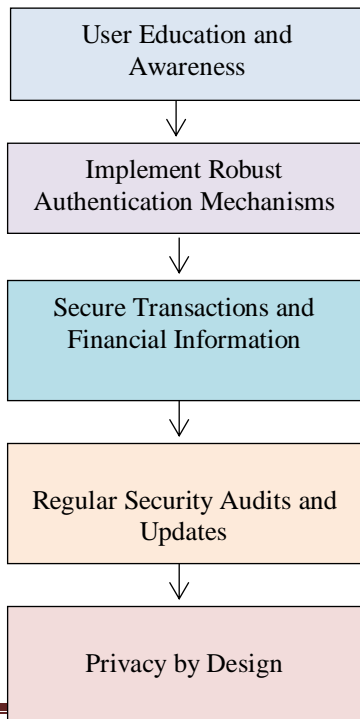 User Education and
Awareness
Implement Robust
Authentication Mechanisms
Secure Transactions and
Financial Information
Regular Security Audits and
Updates
Privacy by Design